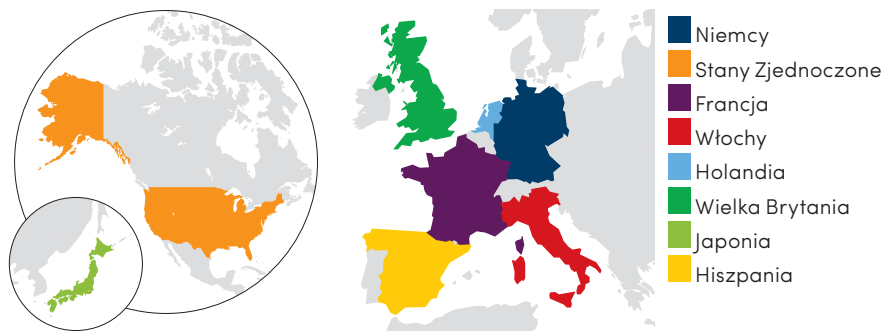 Niemcy
Stany Zjednoczone
Francja
Włochy
Holandia
Wielka Brytania
Japonia
Hiszpania